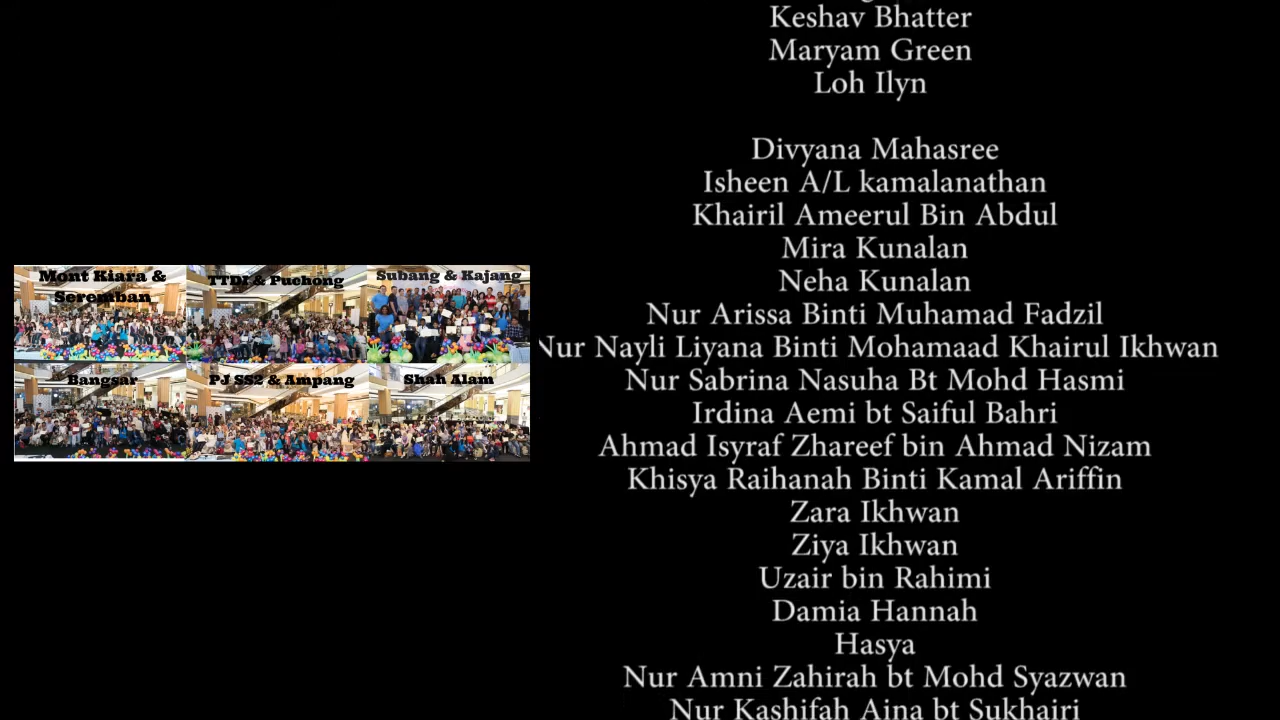 Mont Kiara &
Seremban
TTDI & Puchong
Subang & Kajang
Bangsar
PJ SS2 & Ampang
Shah Alam
Keshav Bhatter
Maryam Green
Loh Ilyn
Divyana Mahasree
Isheen A/L kamalanathan
Khairil Ameerul Bin Abdul
Mira Kunalan
Neha Kunalan
Nur Arissa Binti Muhamad Fadzil
Nur Nayli Liyana Binti Mohamaad Khairul Ikhwan
Nur Sabrina Nasuha Bt Mohd Hasmi
Irdina Aemi bt Saiful Bahri
Ahmad Isyraf Zhareef bin Ahmad Nizam
Khisya Raihanah Binti Kamal Ariffin
Zara Ikhwan
Ziya Ikhwan
Uzair bin Rahimi
Damia Hannah
Hasya
Nur Amni Zahirah bt Mohd Syazwan
Nur Kashifah Aina bt Sukhairi